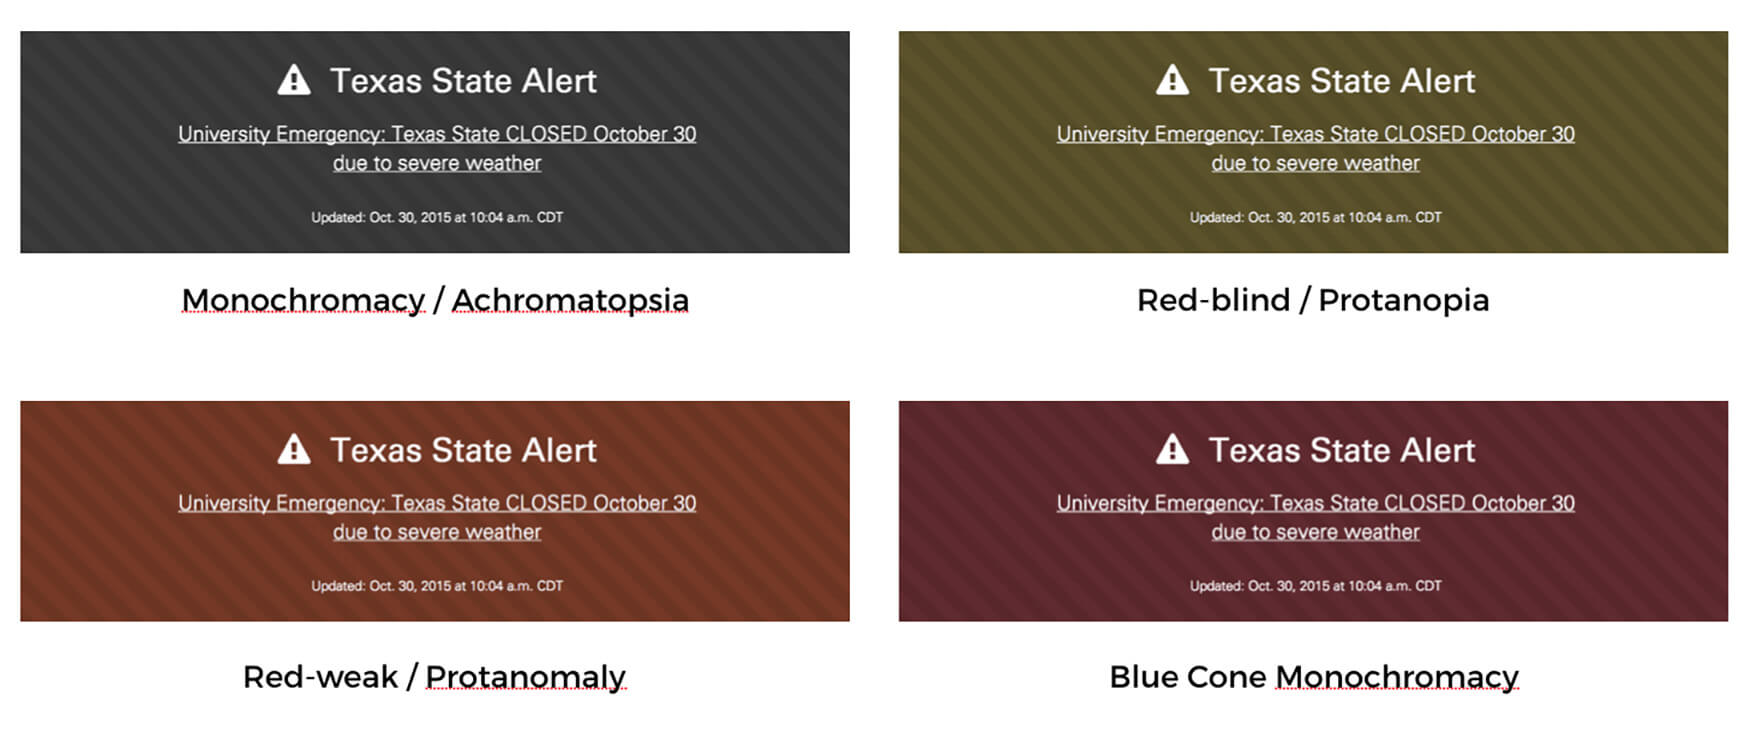 Texas State Alert
University Emergency: Texas State CLOSED October 30
due to severe weather
Updated: Oct. 30, 2015 at 10:04 a.m. CDT
Monochromacy / Achromatopsia
Texas State Alert
University Emergency: Texas State CLOSED October 30
due to severe weather
Updated: Oct. 30, 2015 at 10:04 a.m. CDT
Red-blind / Protanopia
Texas State Alert
University Emergency: Texas State CLOSED October 30
due to severe weather
Updated: Oct. 30, 2015 at 10:04 a.m. CDT
Red-weak / Protanomaly
Texas State Alert
University Emergency: Texas State CLOSED October 30
due to severe weather
Updated: Oct. 30, 2015 at 10:04 a.m. CDT
Blue Cone Monochromacy